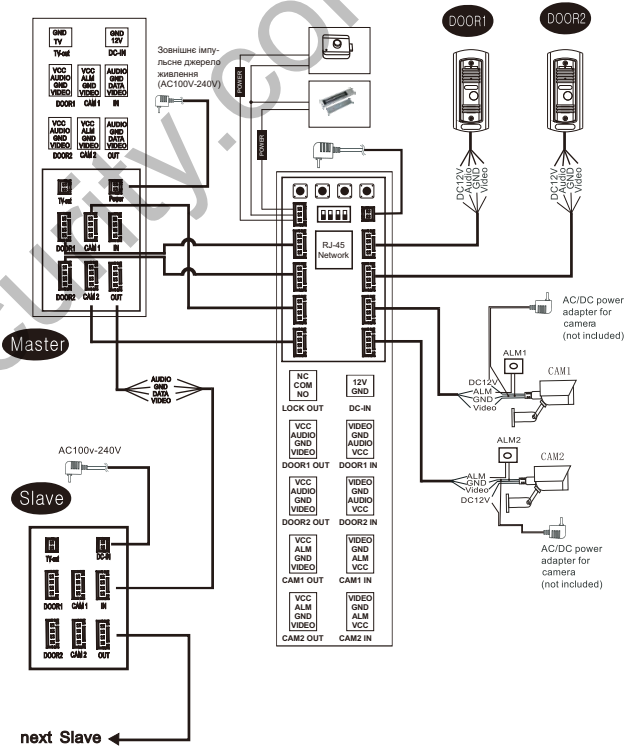 GND
TV
TV-out
GND
12V
DC-IN
VCC
AUDIO
GND
VIDEO
DOOR1
VCC
ALM
GND
VIDEO
CAM 1
AUDIO
GND
DATA
VIDEO
IN
VCC
AUDIO
GND
VIDEO
DOOR2
VCC
ALM
GND
VIDEO
CAM 2
AUDIO
GND
DATA
VIDEO
OUT
Зовнішнє імпу-
льсне джерело
живлення
(AC100V-240V)
POWER
POWER
DOOR1
DOOR2
DC12V
Audio
GND
Video
DC12V
Audio
GND
Video
TV-out
Power
DOOR1
CAM 1
IN
DOOR2
CAM 2
OUT
Master
RJ-45
Network
AC/DC power
adapter for
camera
(not included)
ALM1
CAM1
DC12V
ALM
GND
Video
ALM2
CAM2
ALM
GND
Video
DC12V
AC/DC power
adapter for
camera
(not included)
AUDIO
GND
DATA
VIDEO
NC
COM
NO
LOCK OUT
12V
GND
DC-IN
VCC
AUDIO
GND
VIDEO
DOOR1 OUT
VIDEO
GND
AUDIO
VCC
DOOR1 IN
VCC
AUDIO
GND
VIDEO
DOOR2 OUT
VIDEO
GND
AUDIO
VCC
DOOR2 IN
VCC
ALM
GND
VIDEO
CAM1 OUT
VIDEO
GND
ALM
VCC
CAM1 IN
VCC
ALM
GND
VIDEO
CAM2 OUT
VIDEO
GND
ALM
VCC
CAM2 IN
AC100v-240V
Slave
TV-out
DC-IN
DOOR1
CAM 1
IN
DOOR2
CAM 2
OUT
next Slave
curity.co